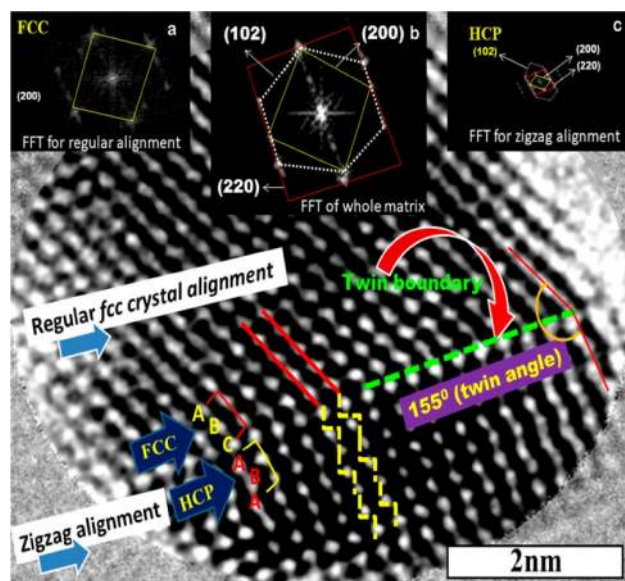 FCC
a
(200)
FFT for regular alignment
(102)
(200)
b
(220)
FFT of whole matrix
HCP
c
(102)
(200)
(220)
FFT for zigzag alignment
Regular fcc crystal alignment
Twin boundary
155⁰ (twin angle)
A
B
C
A
B
A
FCC
HCP
Zigzag alignment
2nm